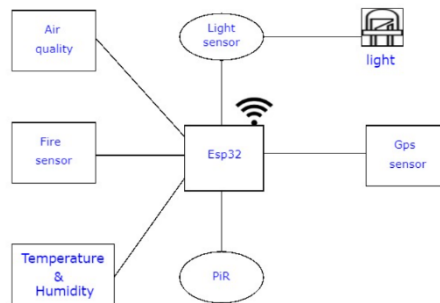 Air
quality
Light
sensor
light
Fire
sensor
Esp32
Gps
sensor
Temperature
&
Humidity
PiR